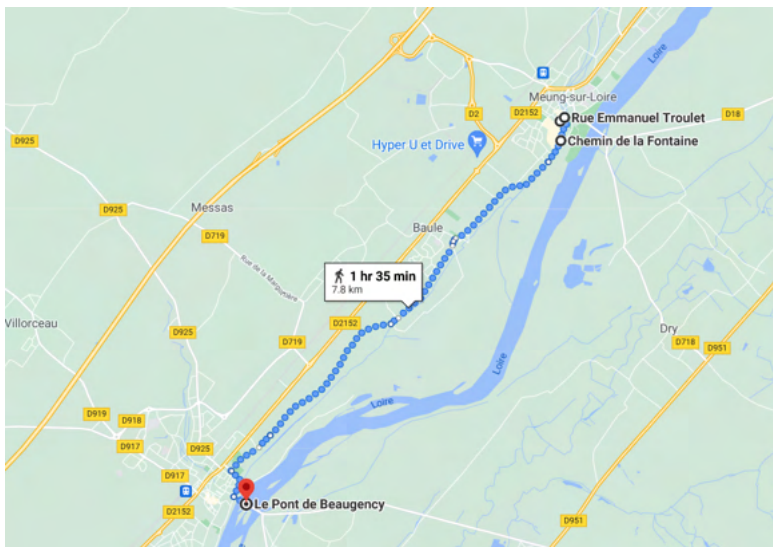 Loire
Meung-sur-Loire
D2152
Rue Emmanuel Troulet
D18
D2
Chemin de la Fontaine
Hyper U et Drive
D925
D925
Messas
D719
Baule
Rue de la Margottière
1 hr 35 min
7.8 km
Villorceau
D2152
D925
D719
Dry
D718
D951
Loire
Loire
D919
D918
D917
D925
D917
D2152
Le Pont de Beaugency
D951